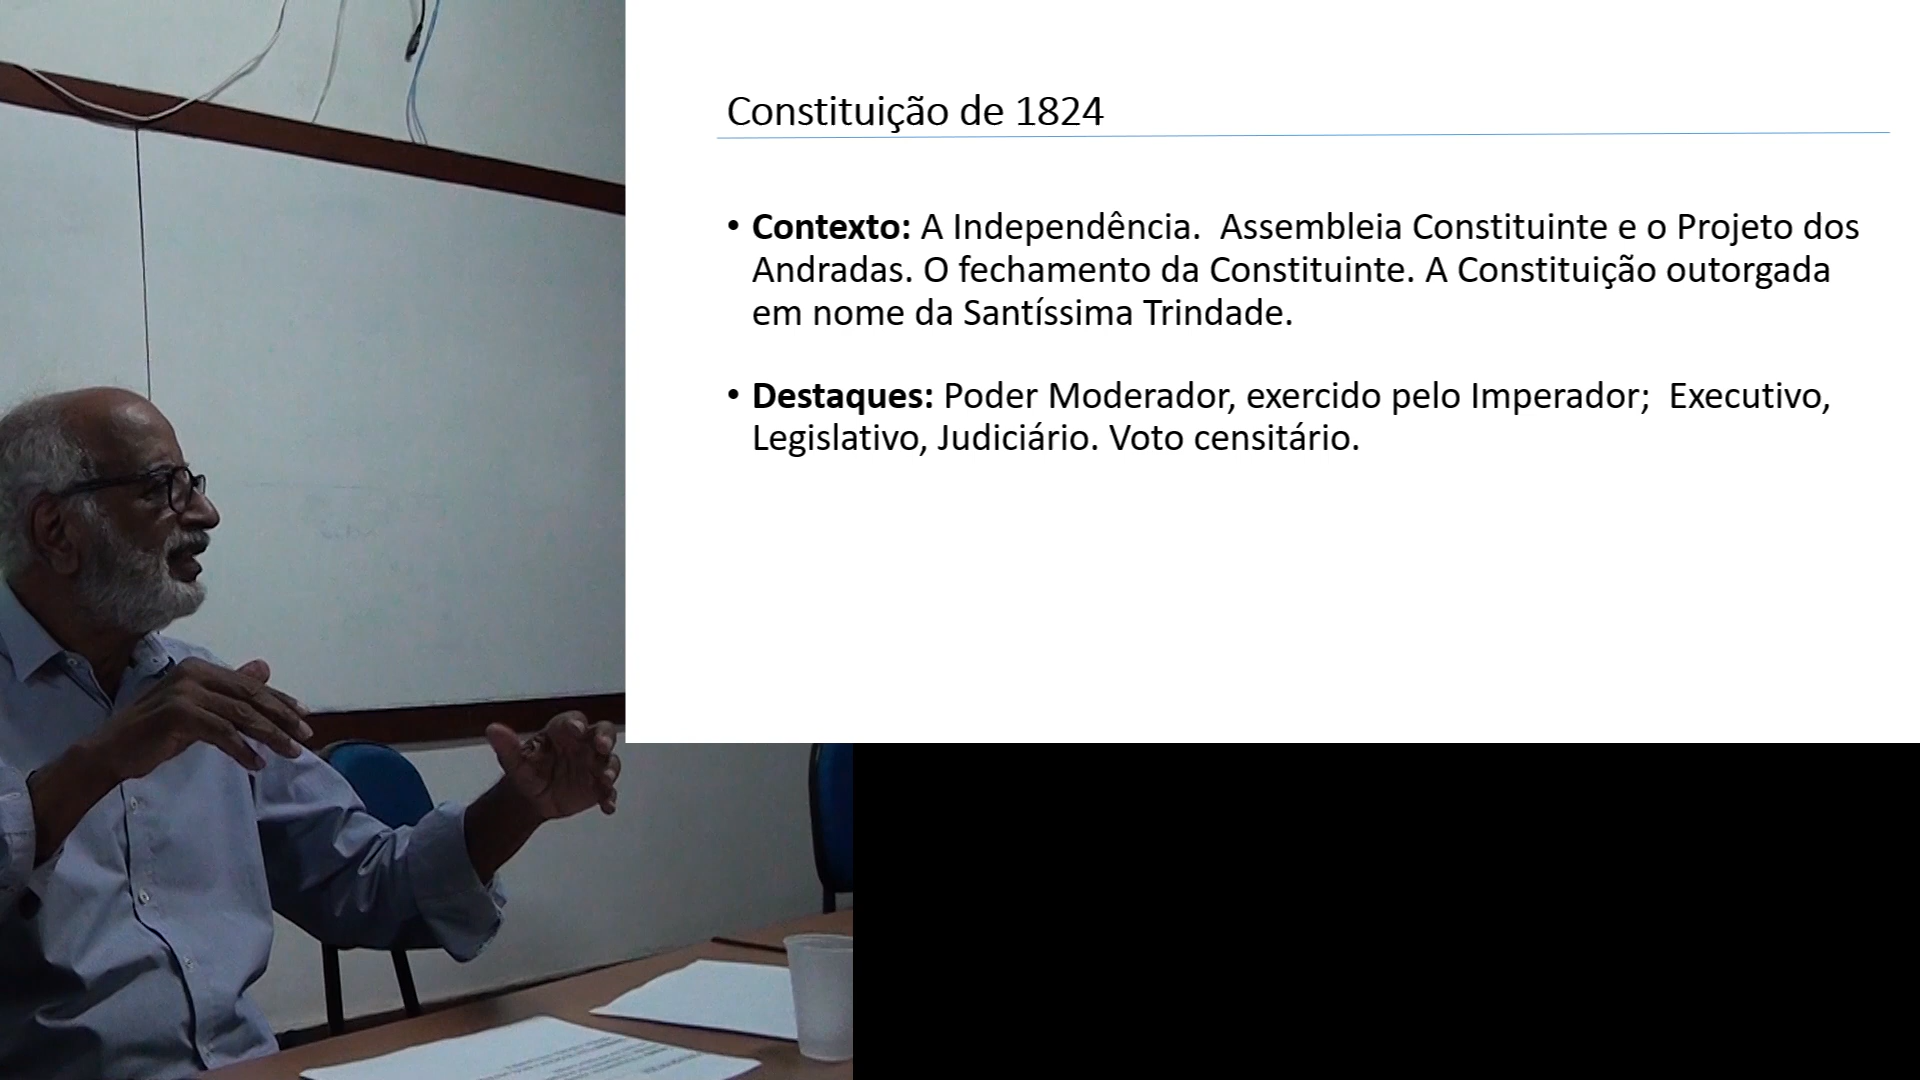 Constituição de 1824
• Contexto: A Independência.  Assembleia Constituinte e o Projeto dos
Andradas. O fechamento da Constituinte. A Constituição outorgada
em nome da Santíssima Trindade.
• Destaques: Poder Moderador, exercido pelo Imperador;  Executivo,
Legislativo, Judiciário. Voto censitário.